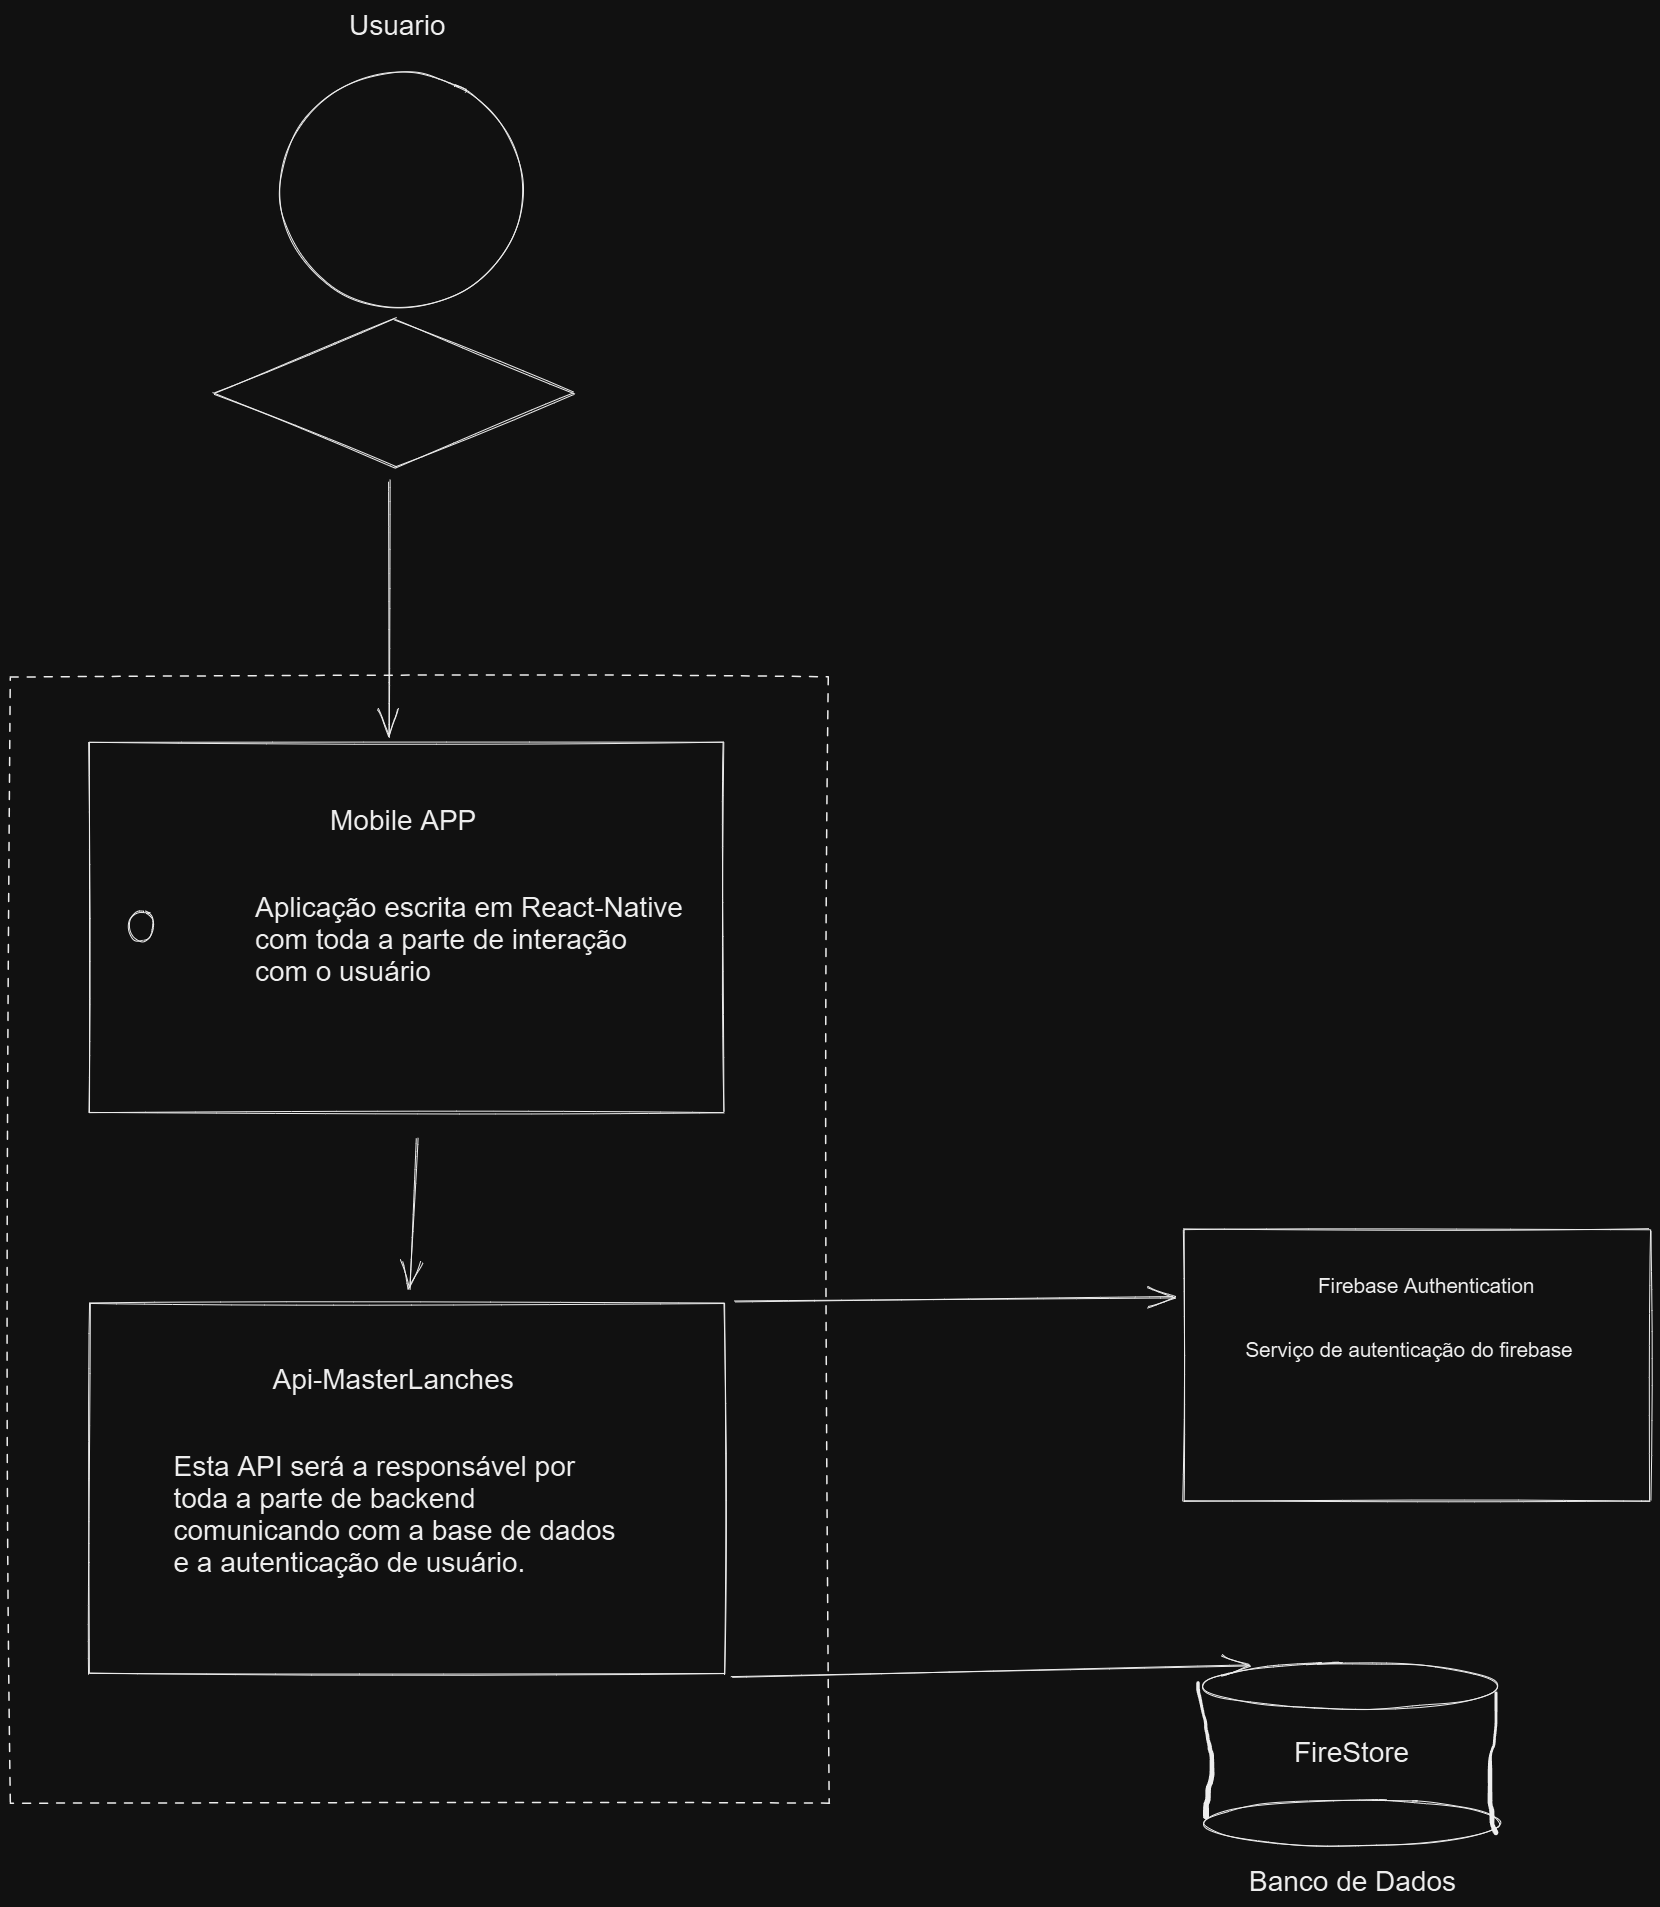 Usuario
Mobile APP
Aplicação escrita em React-Native
com toda a parte de interação
com o usuário
Api-MasterLanches
Esta API será a responsável por
toda a parte de backend
comunicando com a base de dados
e a autenticação de usuário.
Firebase Authentication
Serviço de autenticação do firebase
FireStore
Banco de Dados